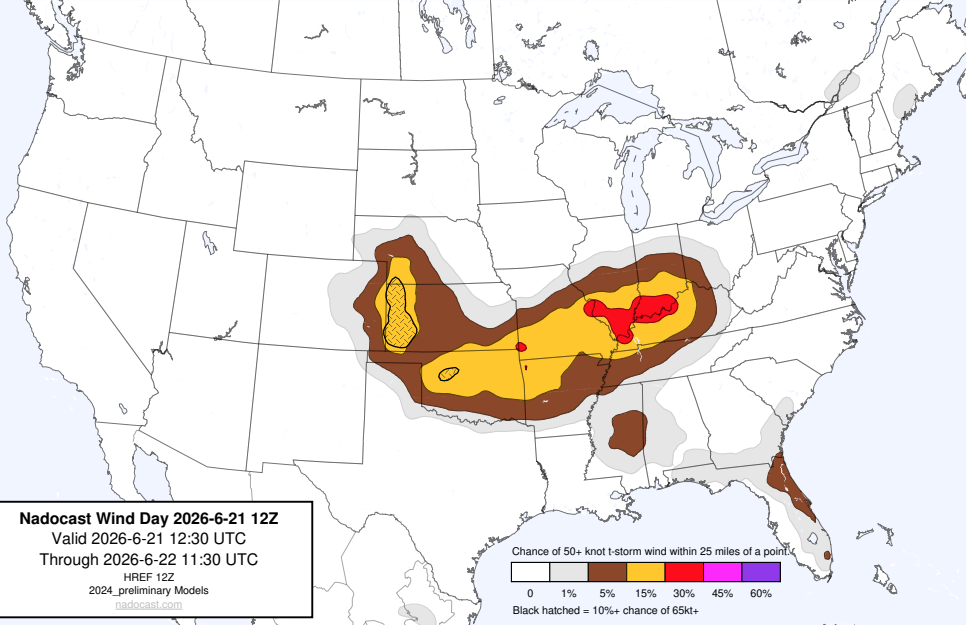 Nadocast Wind Day 2026-6-21 12Z
Valid 2026-6-21 12:30 UTC
Through 2026-6-22 11:30 UTC
HREF 12Z
2024_preliminary Models
nadocast.com
Chance of 50+ knot t-storm wind within 25 miles of a point.
0 1% 5% 15% 30% 45% 60%
Black hatched = 10%+ chance of 65kt+